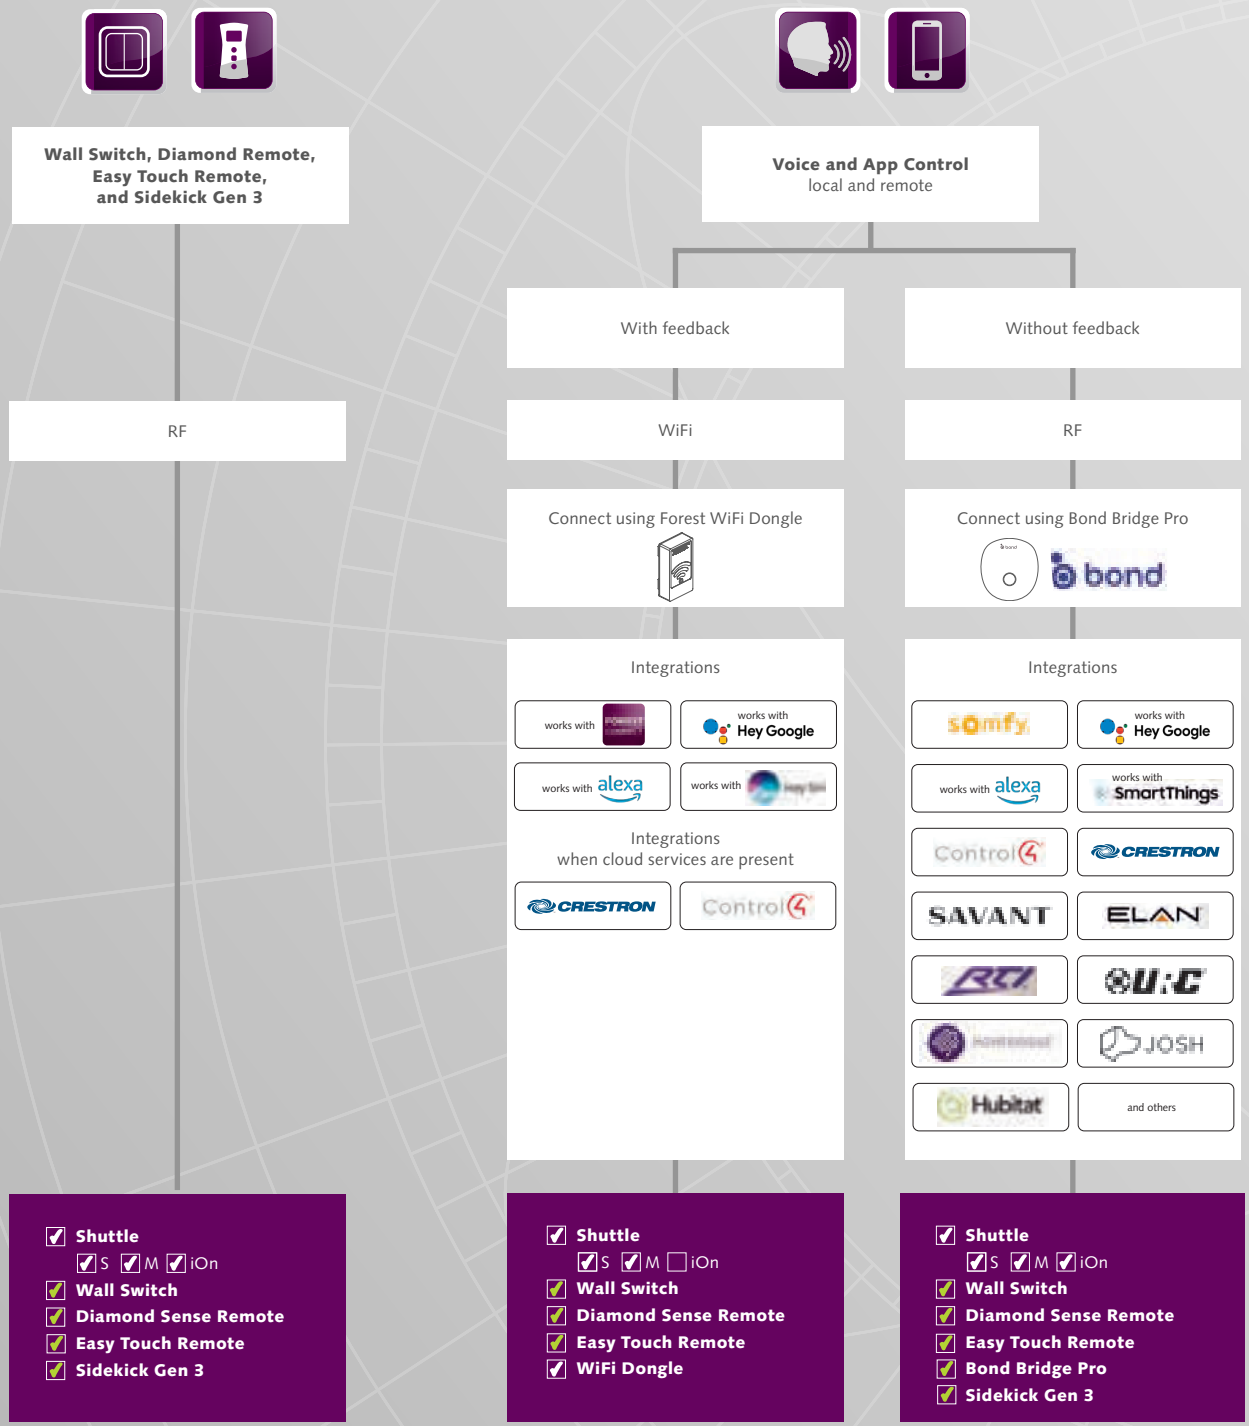 Wall Switch, Diamond Remote,
Easy Touch Remote,
and Sidekick Gen 3
RF
Voice and App Control
local and remote
With feedback
WiFi
Connect using Forest WiFi Dongle
Integrations
works with
works with
Hey Google
works with alexa
works with Hey Siri
Integrations
when cloud services are present
CRESTRON
Control4
Without feedback
RF
Connect using Bond Bridge Pro
bond
bond
Integrations
somfy
works with
Hey Google
works with alexa
works with
SmartThings
Control4
CRESTRON
SAVANT
ELAN
RTI
URC
JOSH
Hubitat
and others
Shuttle
S M iOn
Wall Switch
Diamond Sense Remote
Easy Touch Remote
Sidekick Gen 3
Shuttle
S M iOn
Wall Switch
Diamond Sense Remote
Easy Touch Remote
WiFi Dongle
Shuttle
S M iOn
Wall Switch
Diamond Sense Remote
Easy Touch Remote
Bond Bridge Pro
Sidekick Gen 3